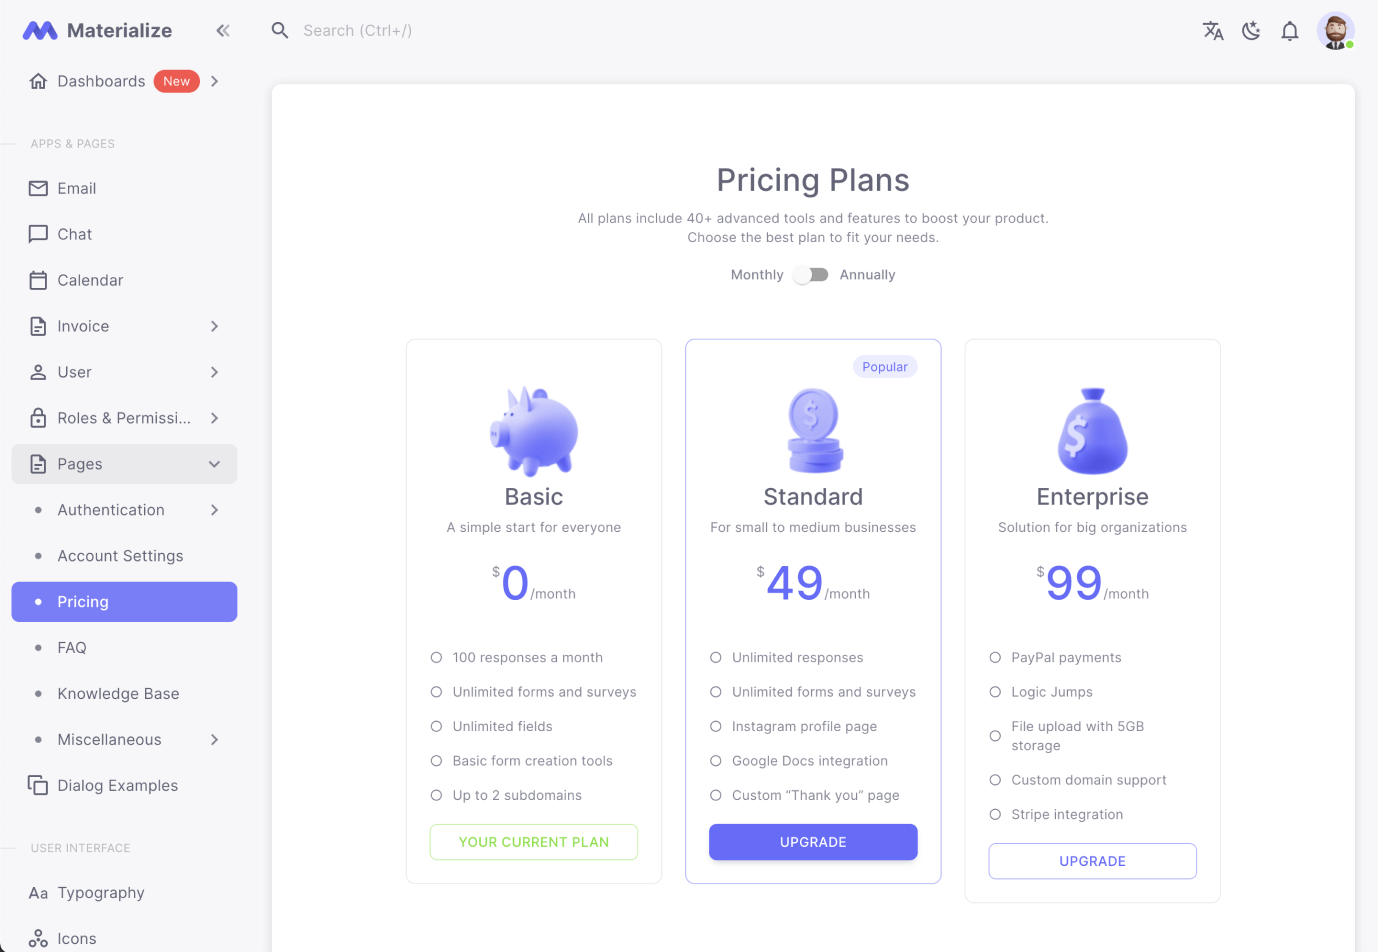 Materialize
Search (Ctrl+/)
Dashboards New
APPS & PAGES
Email
Chat
Calendar
Invoice
User
Roles & Permissi...
Pages
Authentication
Account Settings
Pricing
FAQ
Knowledge Base
Miscellaneous
Dialog Examples
USER INTERFACE
Aa Typography
Icons
Pricing Plans
All plans include 40+ advanced tools and features to boost your product.
Choose the best plan to fit your needs.
Monthly Annually
Basic
A simple start for everyone
$0/month
100 responses a month
Unlimited forms and surveys
Unlimited fields
Basic form creation tools
Up to 2 subdomains
YOUR CURRENT PLAN
Popular
$
Standard
For small to medium businesses
$49/month
Unlimited responses
Unlimited forms and surveys
Instagram profile page
Google Docs integration
Custom “Thank you” page
UPGRADE
$
Enterprise
Solution for big organizations
$99/month
PayPal payments
Logic Jumps
File upload with 5GB
storage
Custom domain support
Stripe integration
UPGRADE